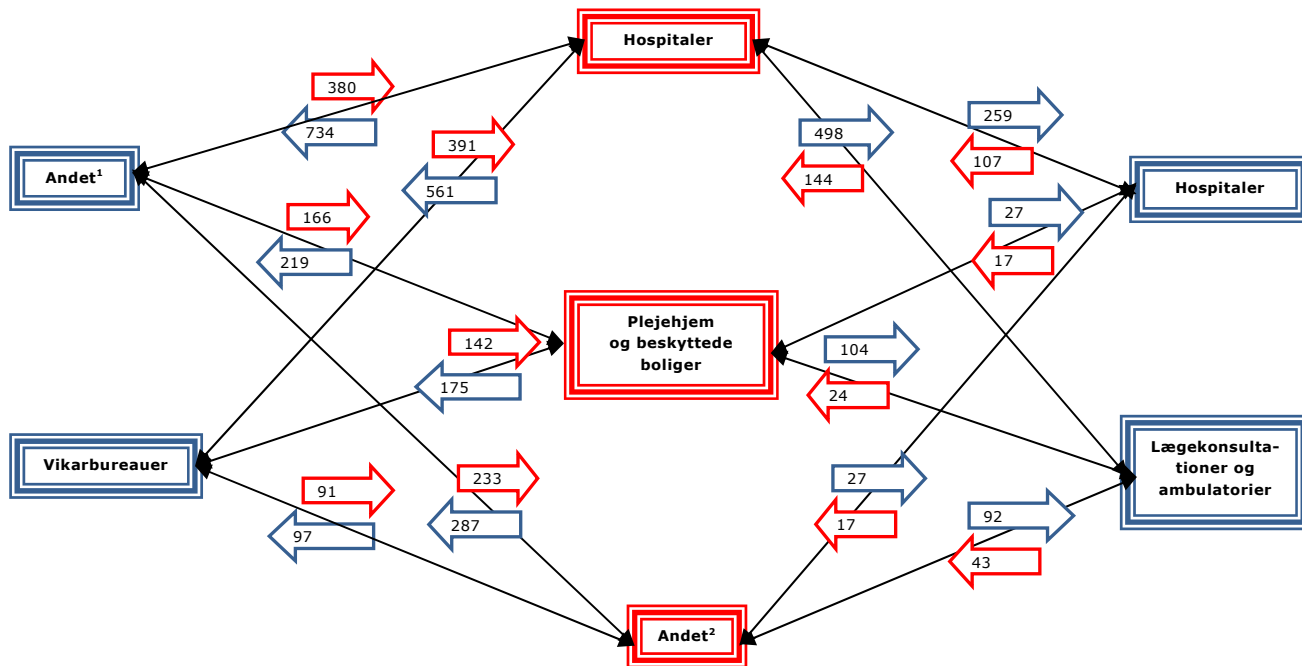 Hospitaler
380
734
391
561
498
144
259
107
Andet¹
Hospitaler
166
219
27
17
Plejehjem
og beskyttede
boliger
142
175
104
24
Vikarbureauer
Lægekonsulta-
tioner og
ambulatorier
91
97
233
287
27
17
92
43
Andet²